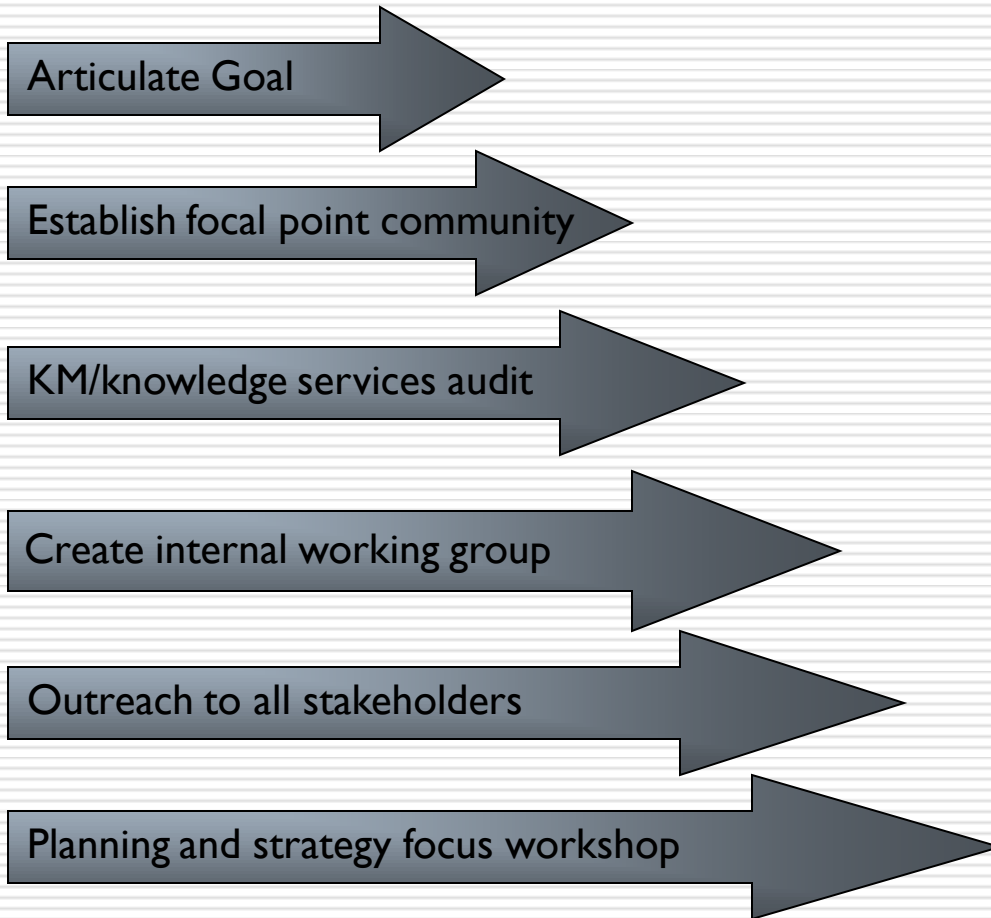 Articulate Goal
Establish focal point community
KM/knowledge services audit
Create internal working group
Outreach to all stakeholders
Planning and strategy focus workshop